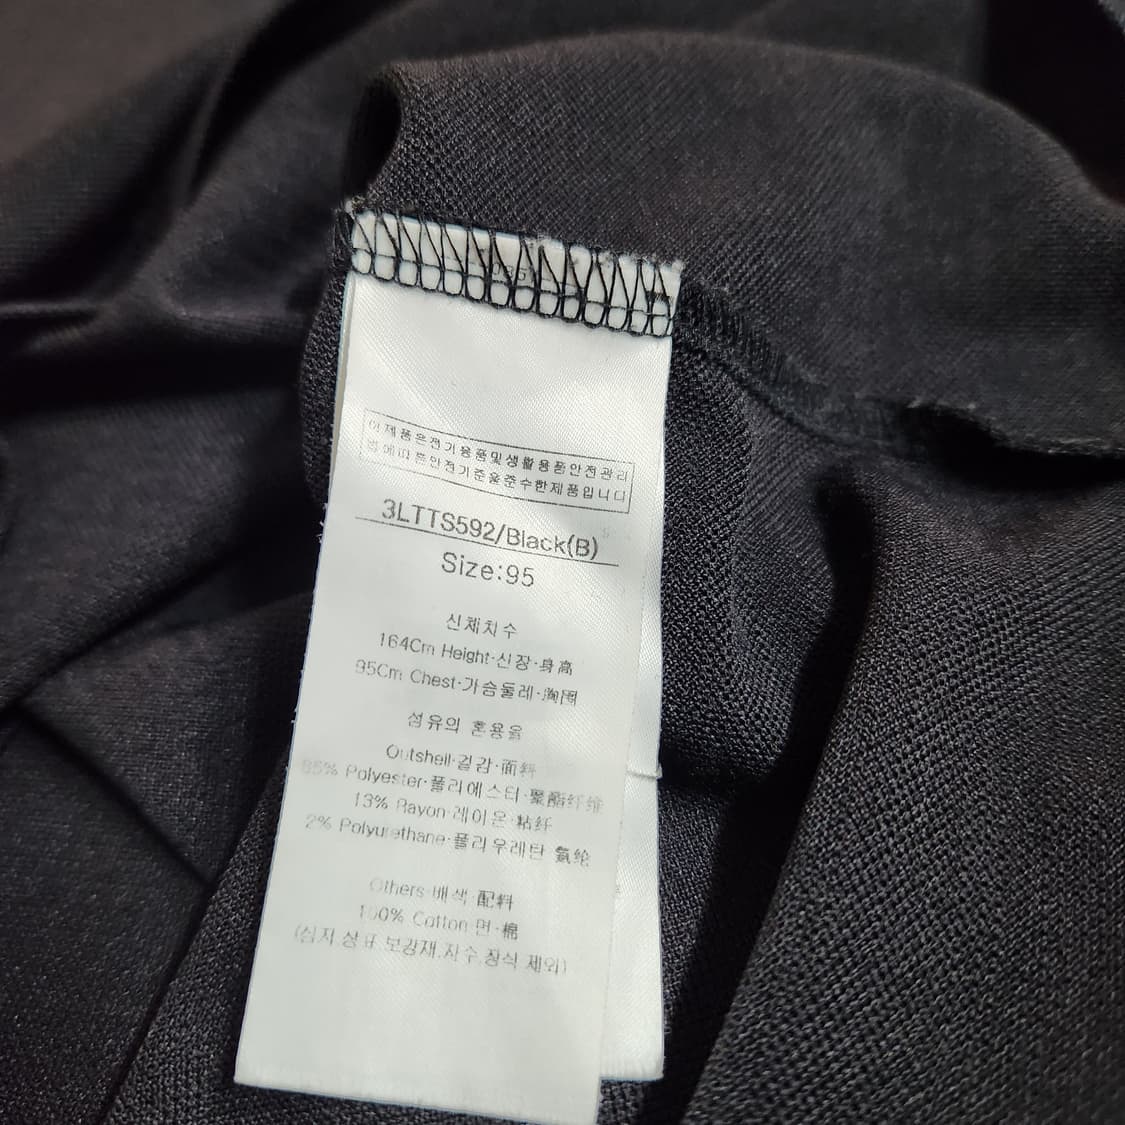 이제품은전기용품및생활용품안전관리
법에따른안전기준을준수한제품입니다
3LTTS592/Black(B)
Size:95
신체치수
164Cm Height·신장·身高
95Cm Chest·가슴둘레·胸围
섬유의 혼용율
Outshell·겉감·面料
85% Polyester·폴리에스터·聚酯纤维
13% Rayon·레이온·粘纤
2% Polyurethane·폴리우레탄 氨纶
Others·배색·配料
100% Cotton·면·棉
(심지,상표,보강재,자수,장식 제외)